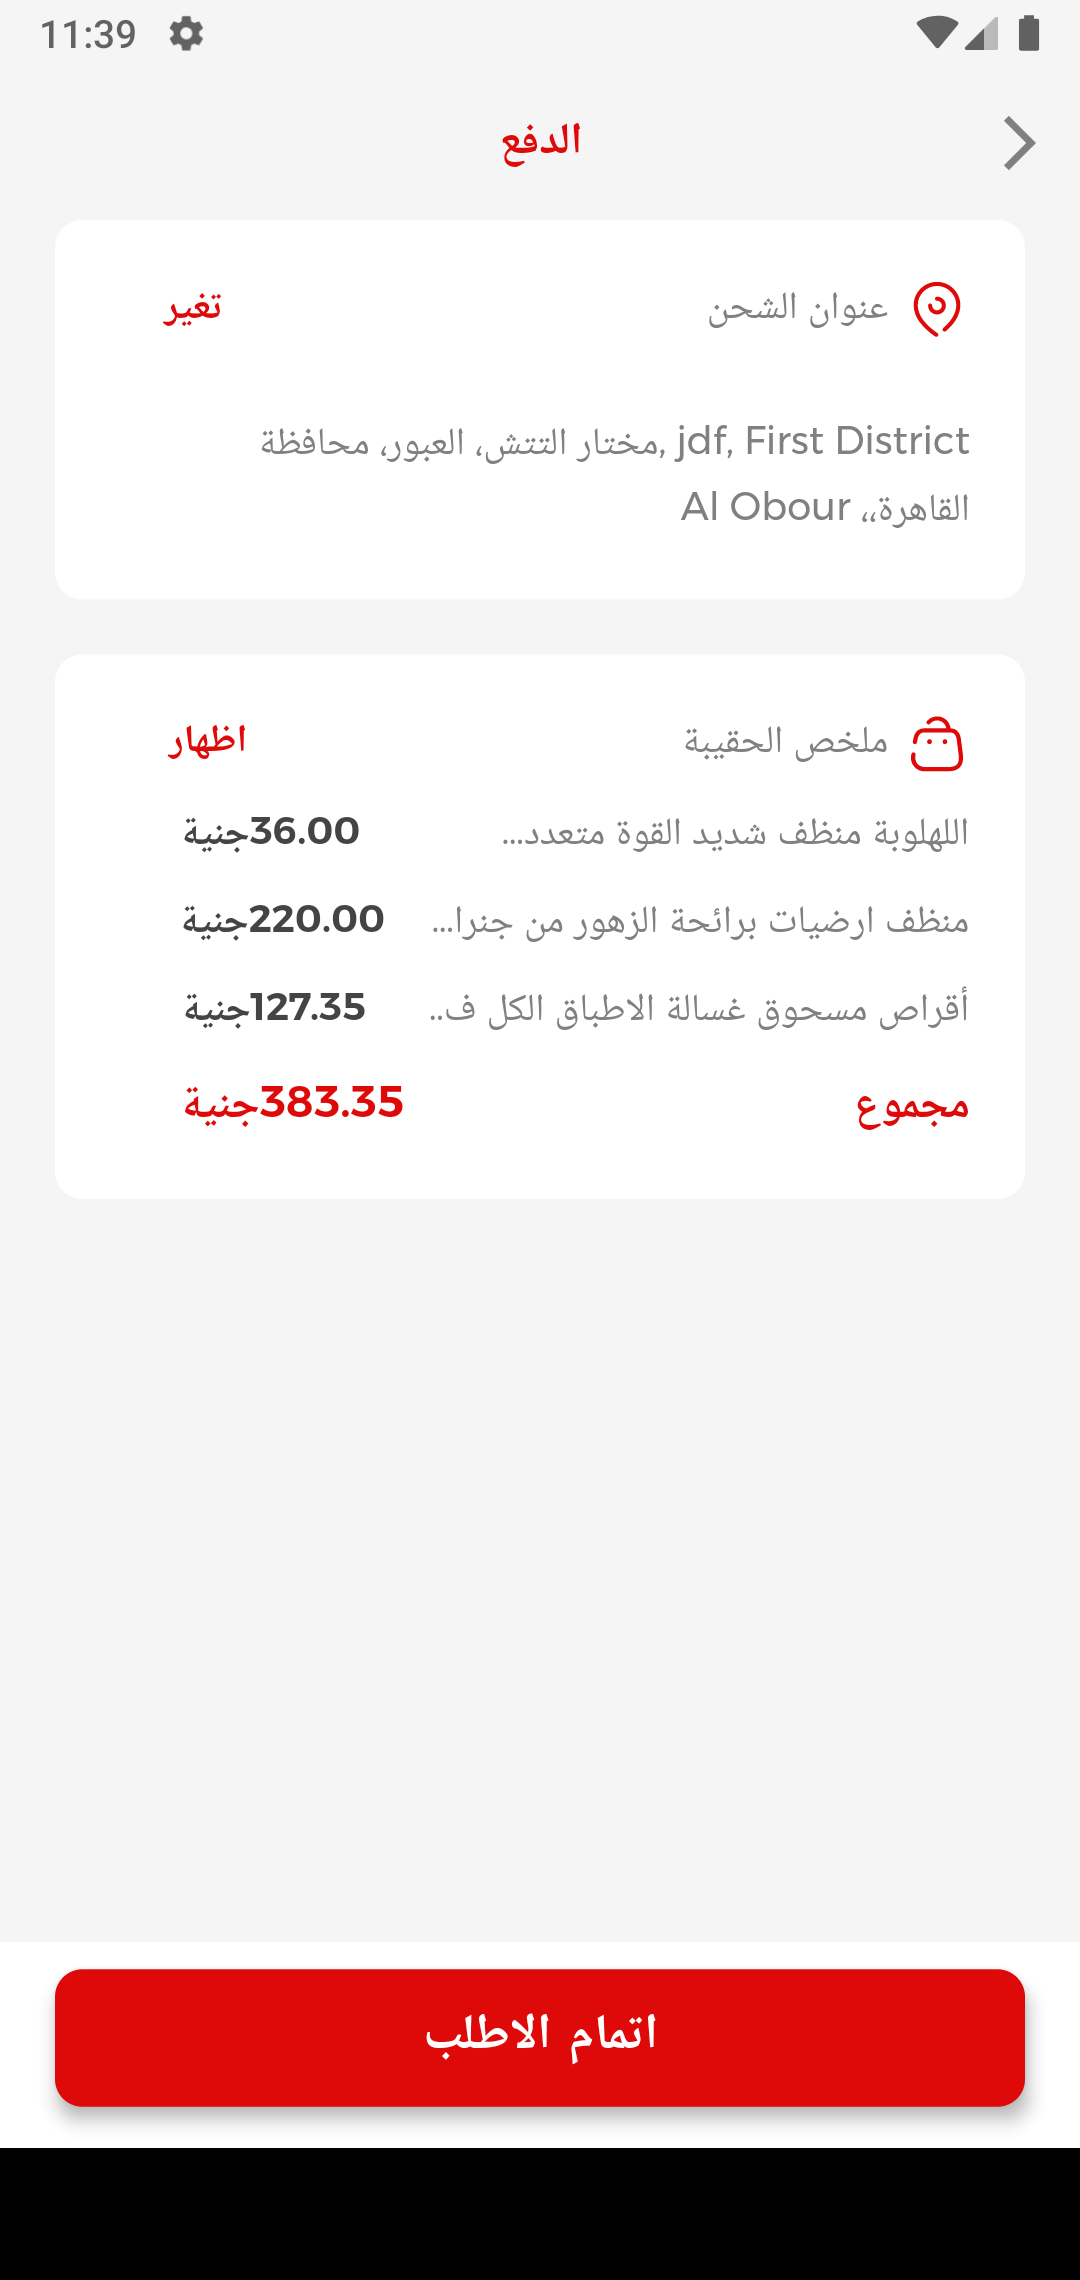 11:39
الدفع
عنوان الشحن
تغير
jdf, First District ,مختار التتش، العبور، محافظة
القاهرة،، Al Obour
ملخص الحقيبة
اظهار
اللهلوبة منظف شديد القوة متعدد...
36.00جنية
منظف ارضيات برائحة الزهور من جنرا...
220.00جنية
أقراص مسحوق غسالة الاطباق الكل ف..
127.35جنية
مجموع
383.35جنية
اتمام الاطلب